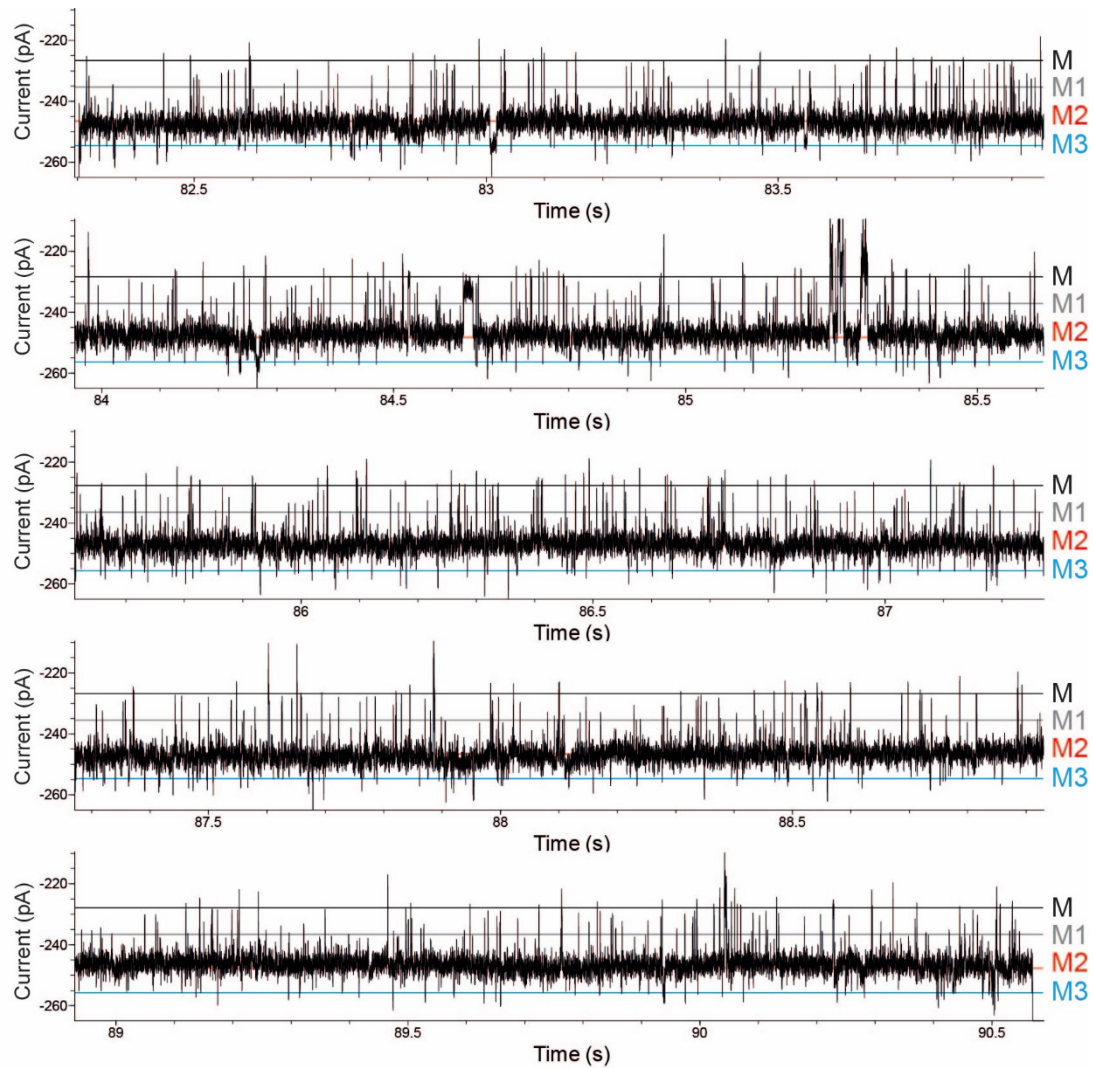 Current (pA)
-220
-240
-260
M
M1
M2
M3
82.5 83 83.5
Time (s)
Current (pA)
-220
-240
-260
M
M1
M2
M3
84 84.5 85 85.5
Time (s)
Current (pA)
-220
-240
-260
M
M1
M2
M3
86 86.5 87
Time (s)
Current (pA)
-220
-240
-260
M
M1
M2
M3
87.5 88 88.5
Time (s)
Current (pA)
-220
-240
-260
M
M1
M2
M3
89 89.5 90 90.5
Time (s)